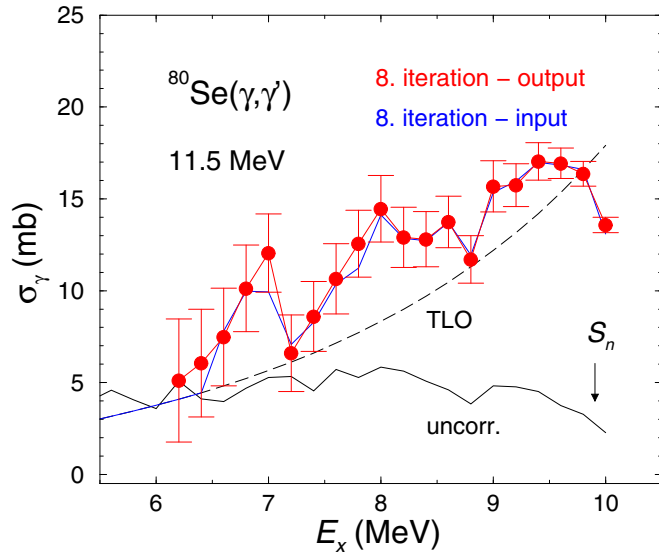 25
20
15
10
5
0
σγ (mb)
⁸⁰Se(γ,γ')
11.5 MeV
8. iteration − output
8. iteration − input
TLO
Sn
uncorr.
6 7 8 9 10
Ex (MeV)